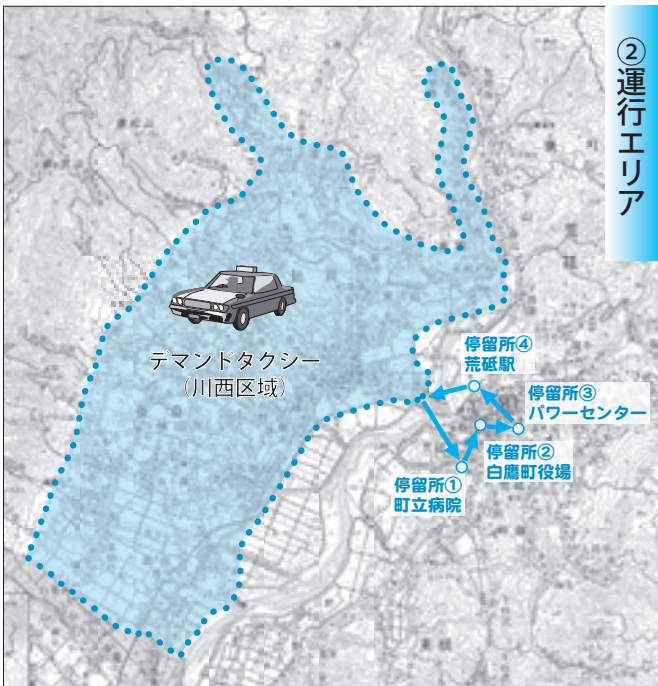 ②運行エリア
デマンドタクシー
（川西区域）
停留所④
荒砥駅
停留所③
パワーセンター
停留所②
白鷹町役場
停留所①
町立病院